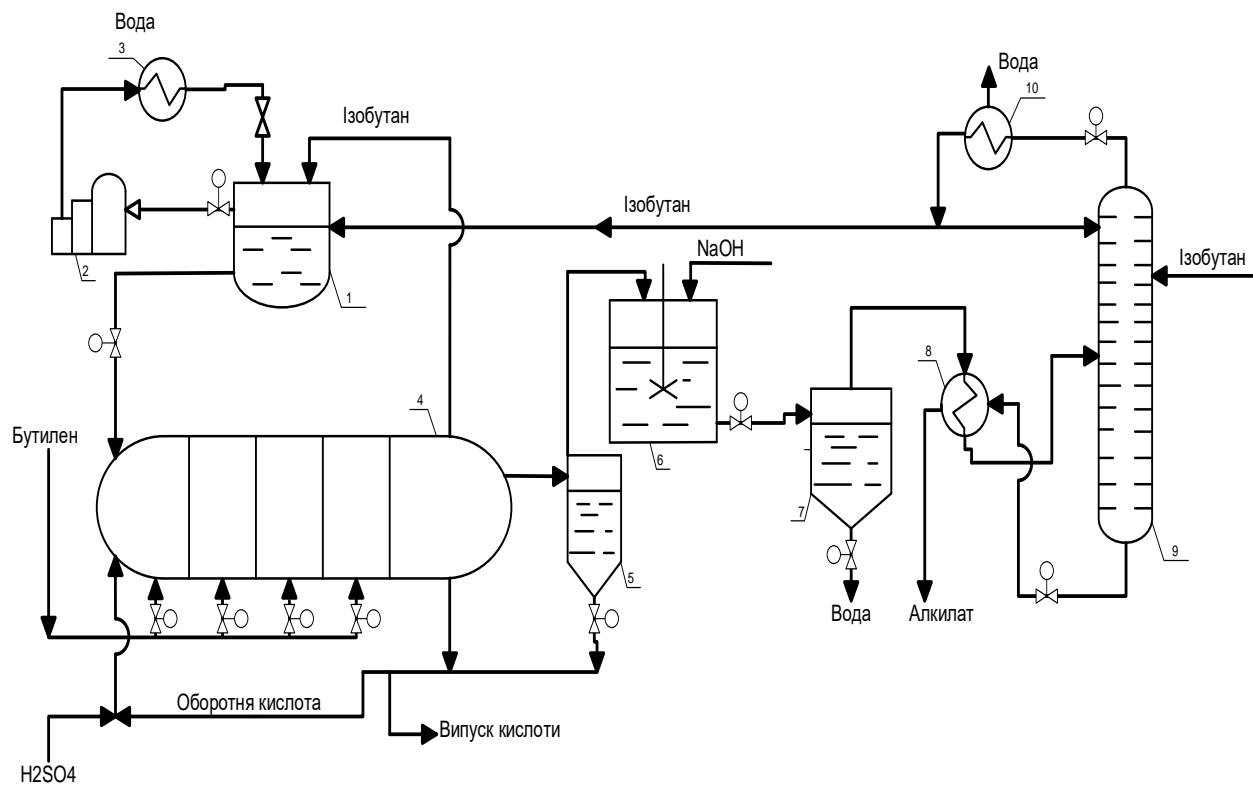 Вода
3
Вода
10
Ізобутан
Ізобутан
NaOH
Ізобутан
2
1
8
4
Бутилен
6
7
5
9
Вода
Алкилат
Оборотня кислота
Випуск кислоти
H2SO4